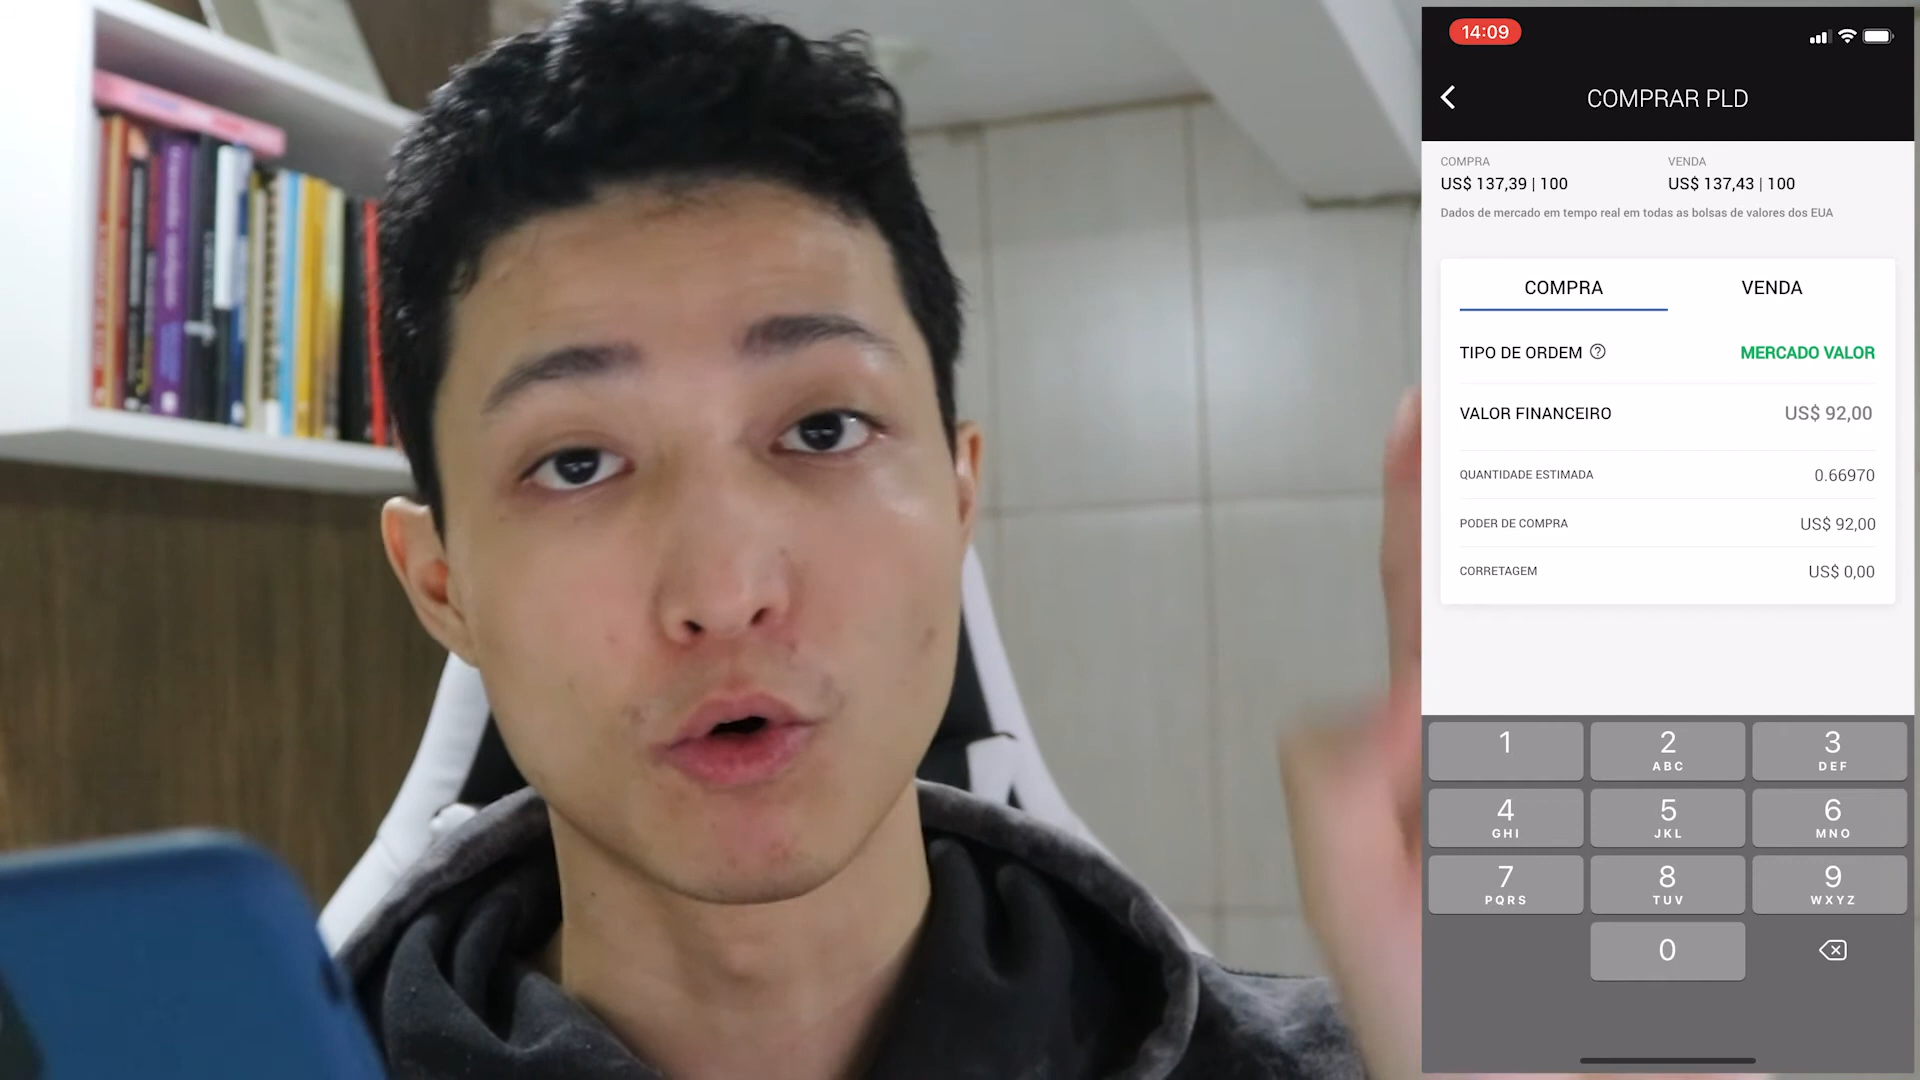 14:09
COMPRAR PLD
COMPRA
VENDA
US$ 137,39 | 100
US$ 137,43 | 100
Dados de mercado em tempo real em todas as bolsas de valores dos EUA
COMPRA
VENDA
TIPO DE ORDEM ?
MERCADO VALOR
VALOR FINANCEIRO
US$ 92,00
QUANTIDADE ESTIMADA
0.66970
PODER DE COMPRA
US$ 92,00
CORRETAGEM
US$ 0,00
1
2
ABC
3
DEF
4
GHI
5
JKL
6
MNO
7
PQRS
8
TUV
9
WXYZ
0